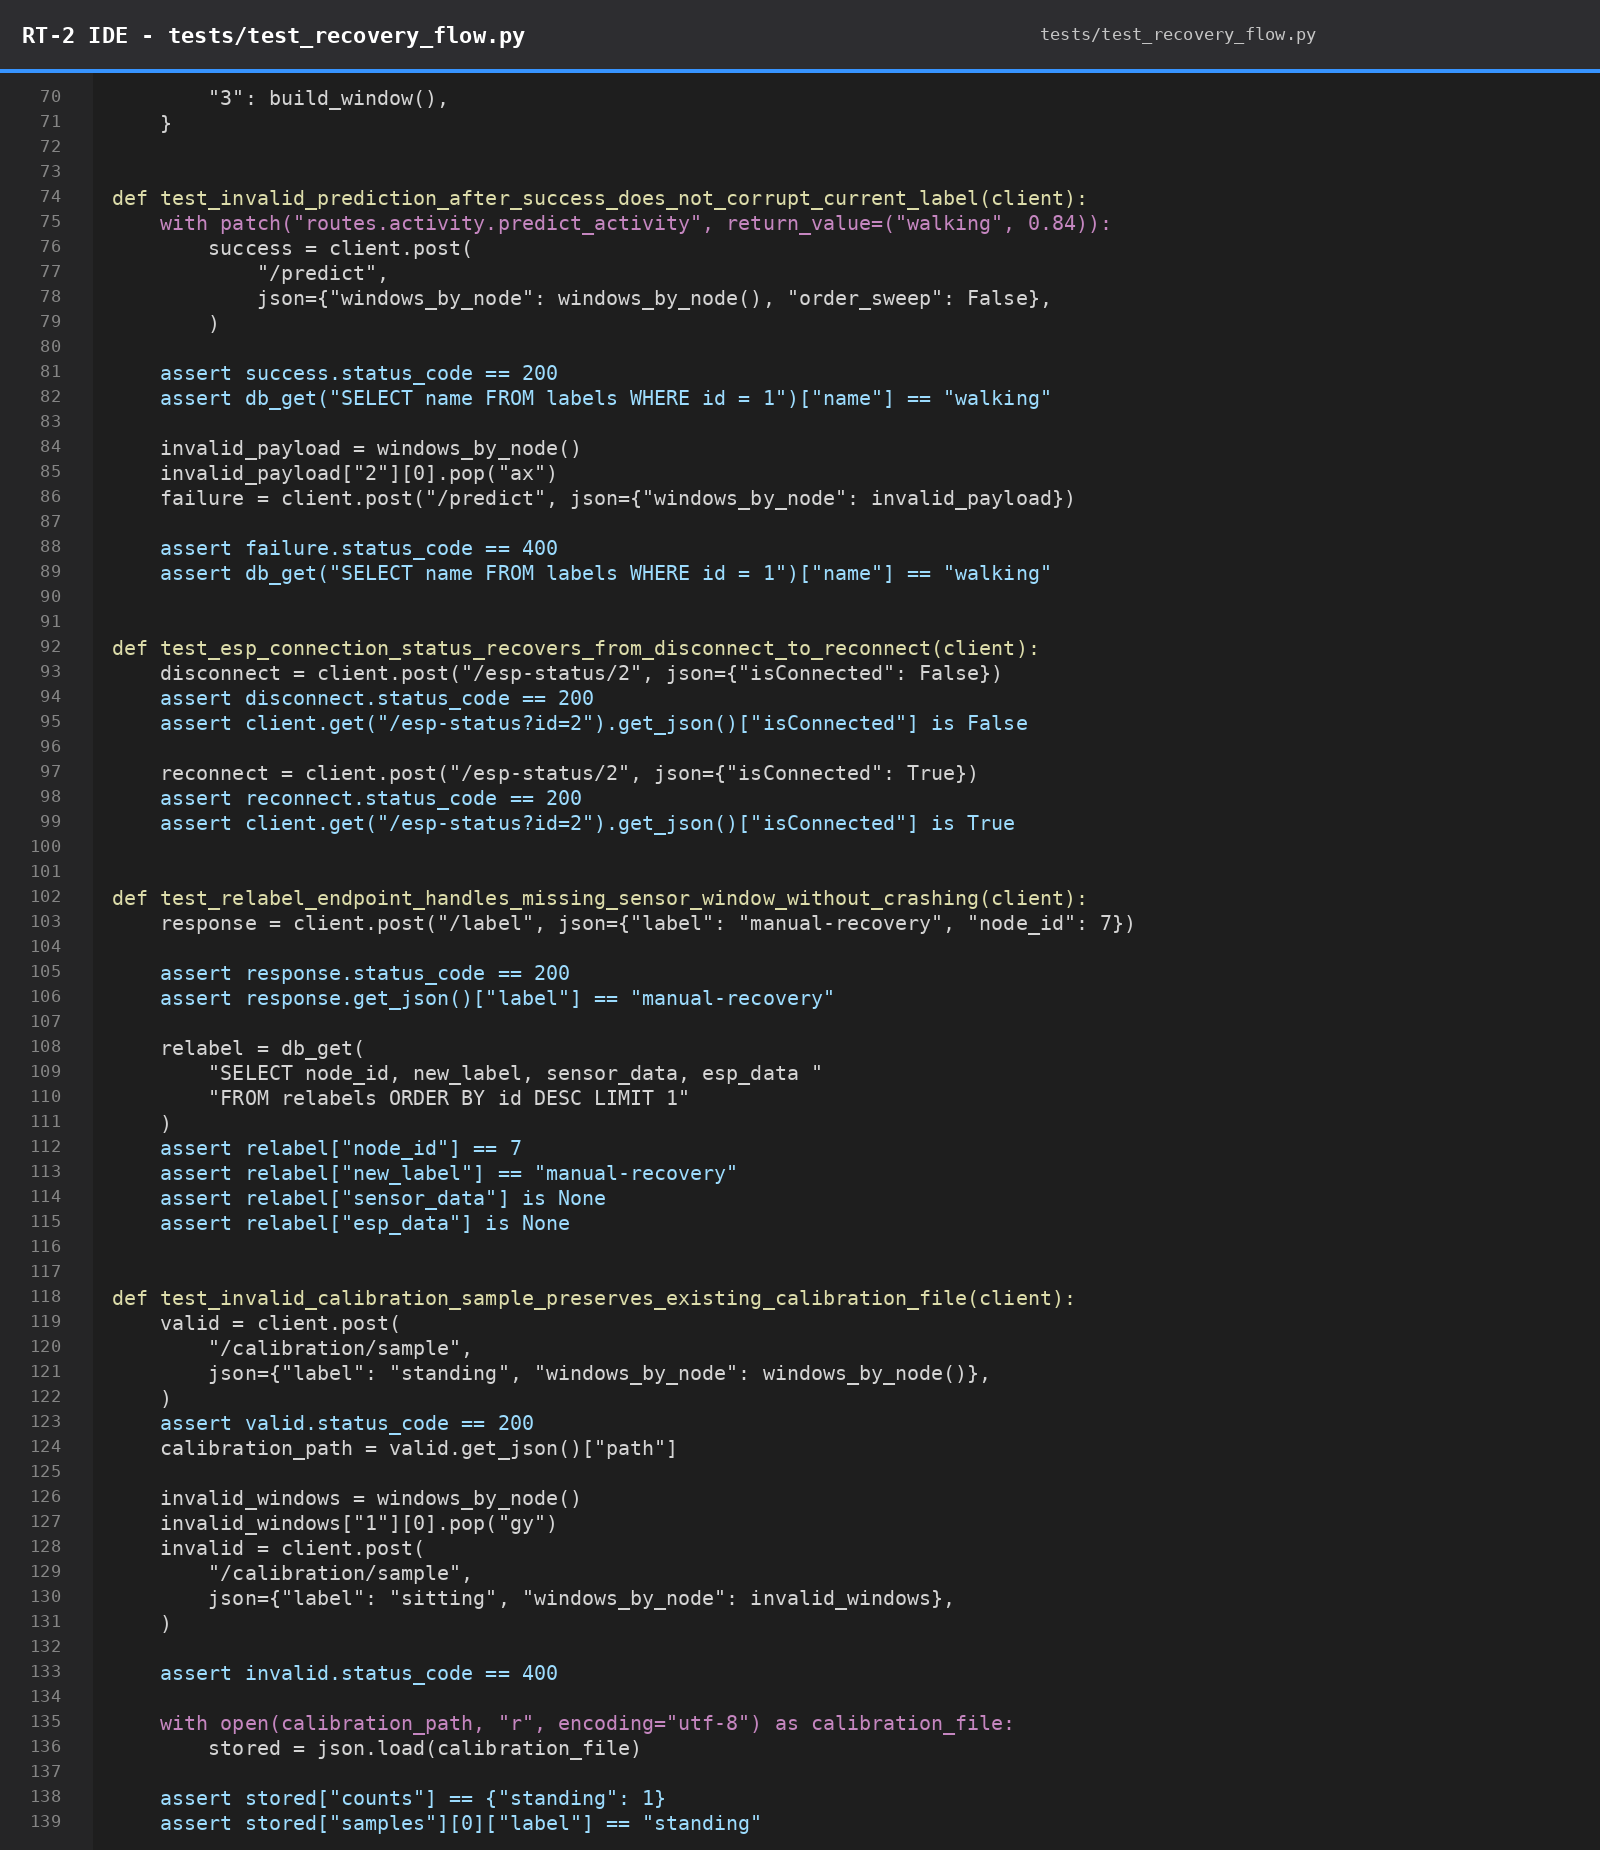 RT-2 IDE - tests/test_recovery_flow.py
tests/test_recovery_flow.py
70         "3": build_window(),
71     }
72
73
74 def test_invalid_prediction_after_success_does_not_corrupt_current_label(client):
75     with patch("routes.activity.predict_activity", return_value=("walking", 0.84)):
76         success = client.post(
77             "/predict",
78             json={"windows_by_node": windows_by_node(), "order_sweep": False},
79         )
80
81     assert success.status_code == 200
82     assert db_get("SELECT name FROM labels WHERE id = 1")["name"] == "walking"
83
84     invalid_payload = windows_by_node()
85     invalid_payload["2"][0].pop("ax")
86     failure = client.post("/predict", json={"windows_by_node": invalid_payload})
87
88     assert failure.status_code == 400
89     assert db_get("SELECT name FROM labels WHERE id = 1")["name"] == "walking"
90
91
92 def test_esp_connection_status_recovers_from_disconnect_to_reconnect(client):
93     disconnect = client.post("/esp-status/2", json={"isConnected": False})
94     assert disconnect.status_code == 200
95     assert client.get("/esp-status?id=2").get_json()["isConnected"] is False
96
97     reconnect = client.post("/esp-status/2", json={"isConnected": True})
98     assert reconnect.status_code == 200
99     assert client.get("/esp-status?id=2").get_json()["isConnected"] is True
100
101
102 def test_relabel_endpoint_handles_missing_sensor_window_without_crashing(client):
103     response = client.post("/label", json={"label": "manual-recovery", "node_id": 7})
104
105     assert response.status_code == 200
106     assert response.get_json()["label"] == "manual-recovery"
107
108     relabel = db_get(
109         "SELECT node_id, new_label, sensor_data, esp_data "
110         "FROM relabels ORDER BY id DESC LIMIT 1"
111     )
112     assert relabel["node_id"] == 7
113     assert relabel["new_label"] == "manual-recovery"
114     assert relabel["sensor_data"] is None
115     assert relabel["esp_data"] is None
116
117
118 def test_invalid_calibration_sample_preserves_existing_calibration_file(client):
119     valid = client.post(
120         "/calibration/sample",
121         json={"label": "standing", "windows_by_node": windows_by_node()},
122     )
123     assert valid.status_code == 200
124     calibration_path = valid.get_json()["path"]
125
126     invalid_windows = windows_by_node()
127     invalid_windows["1"][0].pop("gy")
128     invalid = client.post(
129         "/calibration/sample",
130         json={"label": "sitting", "windows_by_node": invalid_windows},
131     )
132
133     assert invalid.status_code == 400
134
135     with open(calibration_path, "r", encoding="utf-8") as calibration_file:
136         stored = json.load(calibration_file)
137
138     assert stored["counts"] == {"standing": 1}
139     assert stored["samples"][0]["label"] == "standing"